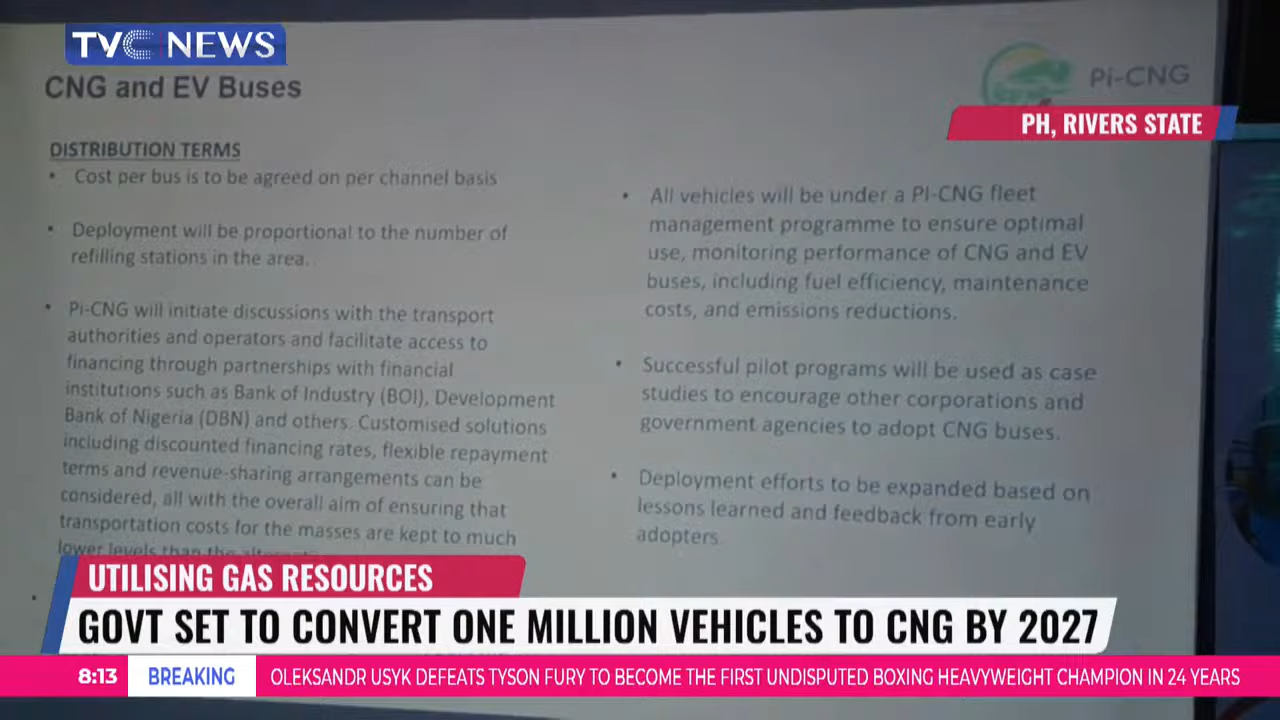 TVC NEWS
CNG and EV Buses
Pi-CNG
PH, RIVERS STATE
DISTRIBUTION TERMS
• Cost per bus is to be agreed on per channel basis
• Deployment will be proportional to the number of
refilling stations in the area.
• Pi-CNG will initiate discussions with the transport
authorities and operators and facilitate access to
financing through partnerships with financial
institutions such as Bank of Industry (BOI), Development
Bank of Nigeria (DBN) and others. Customised solutions
including discounted financing rates, flexible repayment
terms and revenue-sharing arrangements can be
considered, all with the overall aim of ensuring that
transportation costs for the masses are kept to much
lower levels than the
• All vehicles will be under a PI-CNG fleet
management programme to ensure optimal
use, monitoring performance of CNG and EV
buses, including fuel efficiency, maintenance
costs, and emissions reductions.
• Successful pilot programs will be used as case
studies to encourage other corporations and
government agencies to adopt CNG buses.
• Deployment efforts to be expanded based on
lessons learned and feedback from early
adopters
UTILISING GAS RESOURCES
GOVT SET TO CONVERT ONE MILLION VEHICLES TO CNG BY 2027
8:13 BREAKING OLEKSANDR USYK DEFEATS TYSON FURY TO BECOME THE FIRST UNDISPUTED BOXING HEAVYWEIGHT CHAMPION IN 24 YEARS